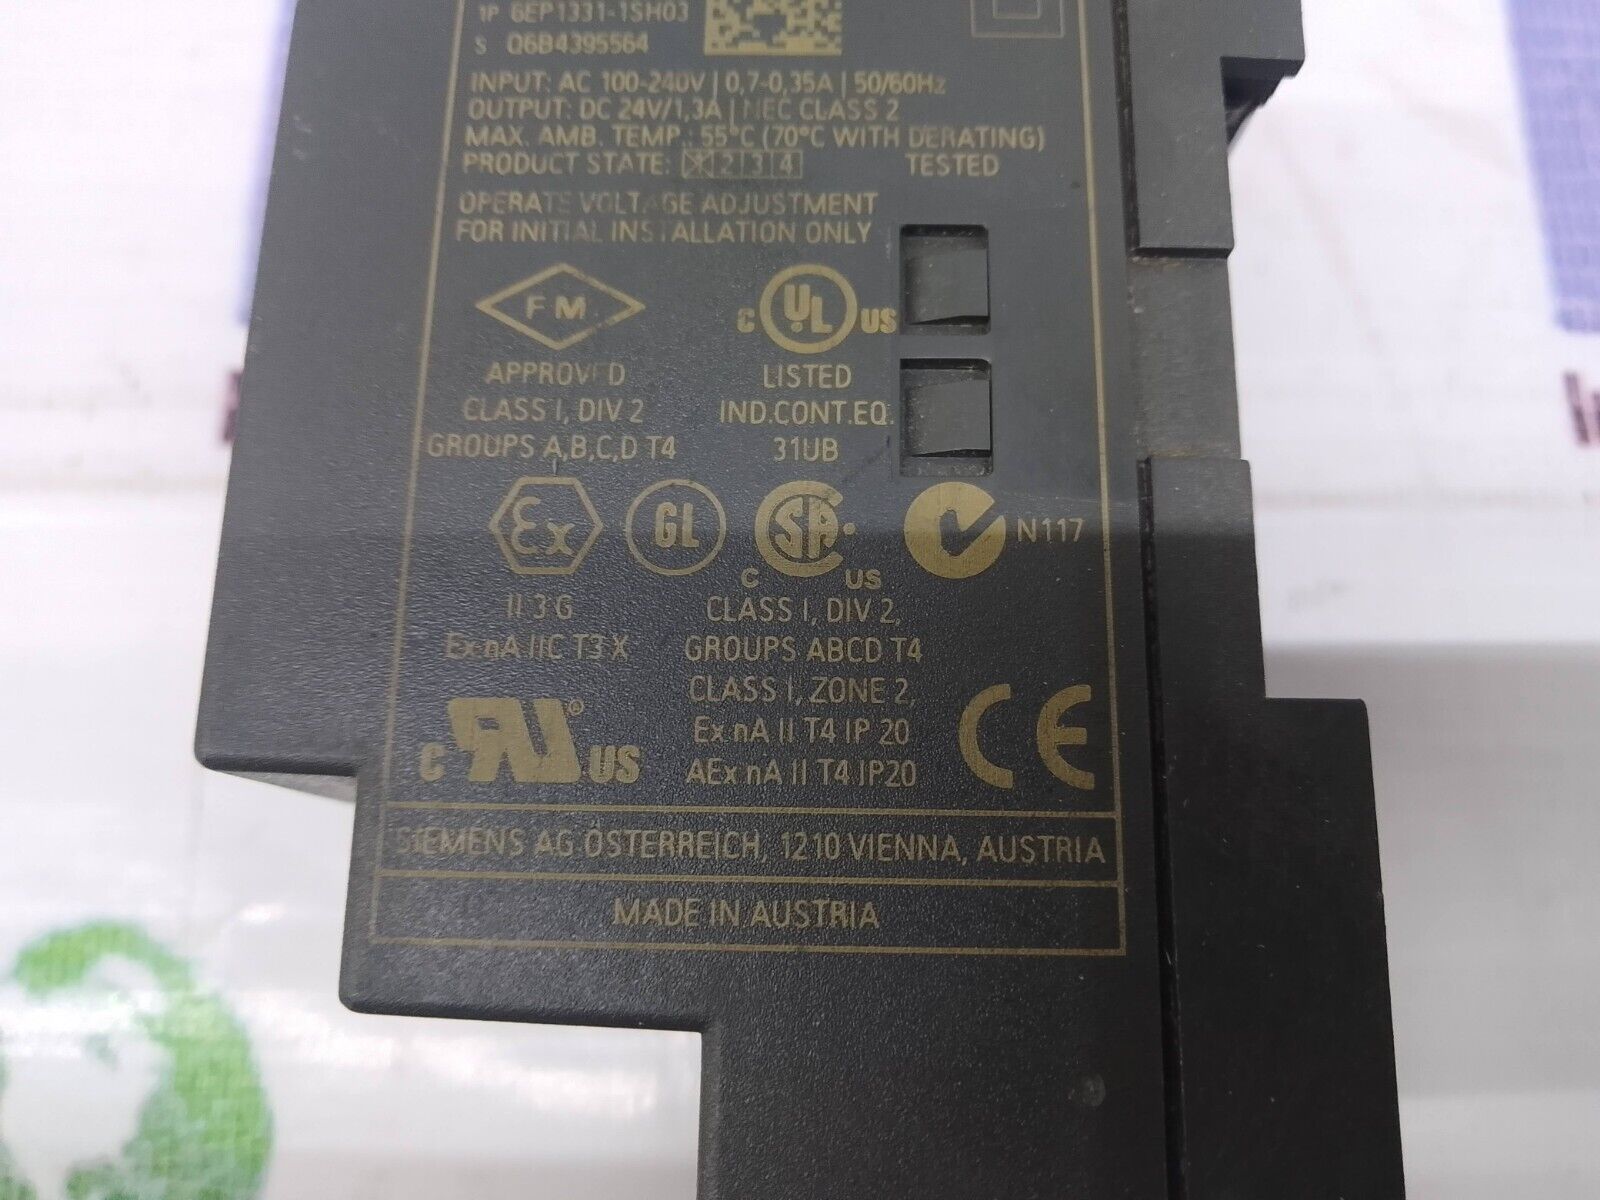 1P 6EP1331-1SH03
S Q6B4395564
INPUT: AC 100-240V | 0,7-0,35A | 50/60Hz
OUTPUT: DC 24V/1,3A | NEC CLASS 2
MAX. AMB. TEMP.: 55°C (70°C WITH DERATING)
PRODUCT STATE: X 2 3 4 TESTED
OPERATE VOLTAGE ADJUSTMENT
FOR INITIAL INSTALLATION ONLY
FM
APPROVED
CLASS I, DIV 2
GROUPS A,B,C,D T4
C UL US
LISTED
IND.CONT.EQ.
31UB
Ex
GL
SA
C US
N117
II 3 G
Ex nA IIC T3 X
CLASS I, DIV 2,
GROUPS ABCD T4
CLASS I, ZONE 2,
Ex nA II T4 IP 20
AEx nA II T4 IP20
C RU ® US
CE
SIEMENS AG ÖSTERREICH, 1210 VIENNA, AUSTRIA
MADE IN AUSTRIA